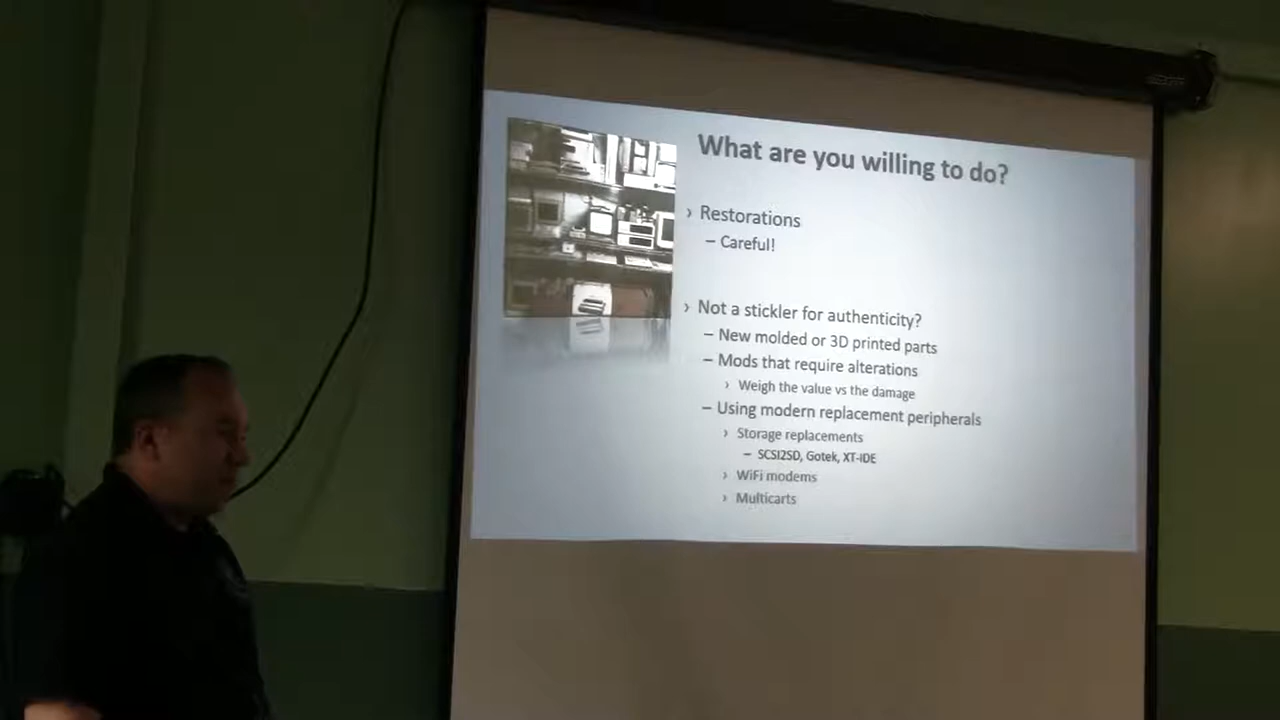 What are you willing to do?
› Restorations
– Careful!
› Not a stickler for authenticity?
– New molded or 3D printed parts
– Mods that require alterations
› Weigh the value vs the damage
– Using modern replacement peripherals
› Storage replacements
– SCSI2SD, Gotek, XT-IDE
› WiFi modems
› Multicarts